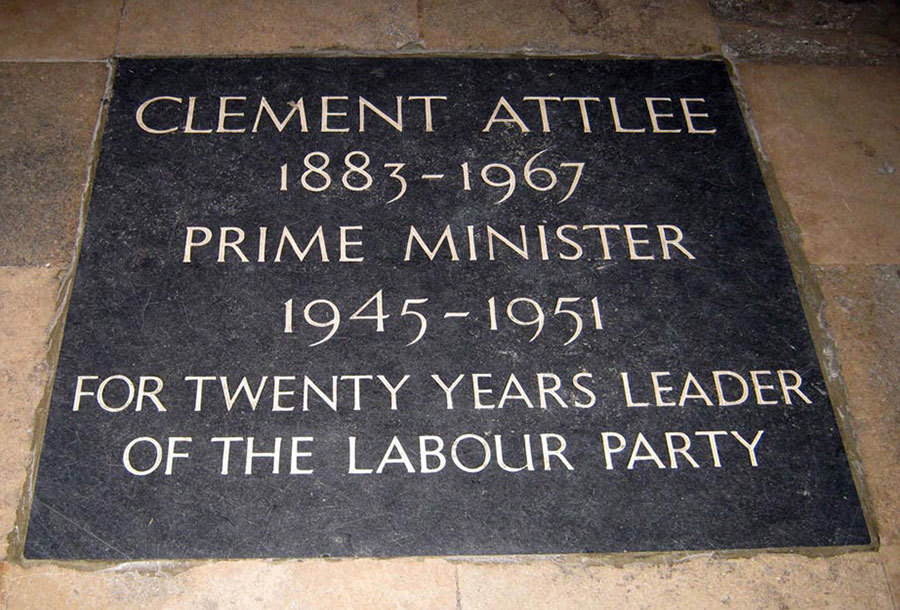 CLEMENT ATTLEE
1883-1967
PRIME MINISTER
1945-1951
FOR TWENTY YEARS LEADER
OF THE LABOUR PARTY